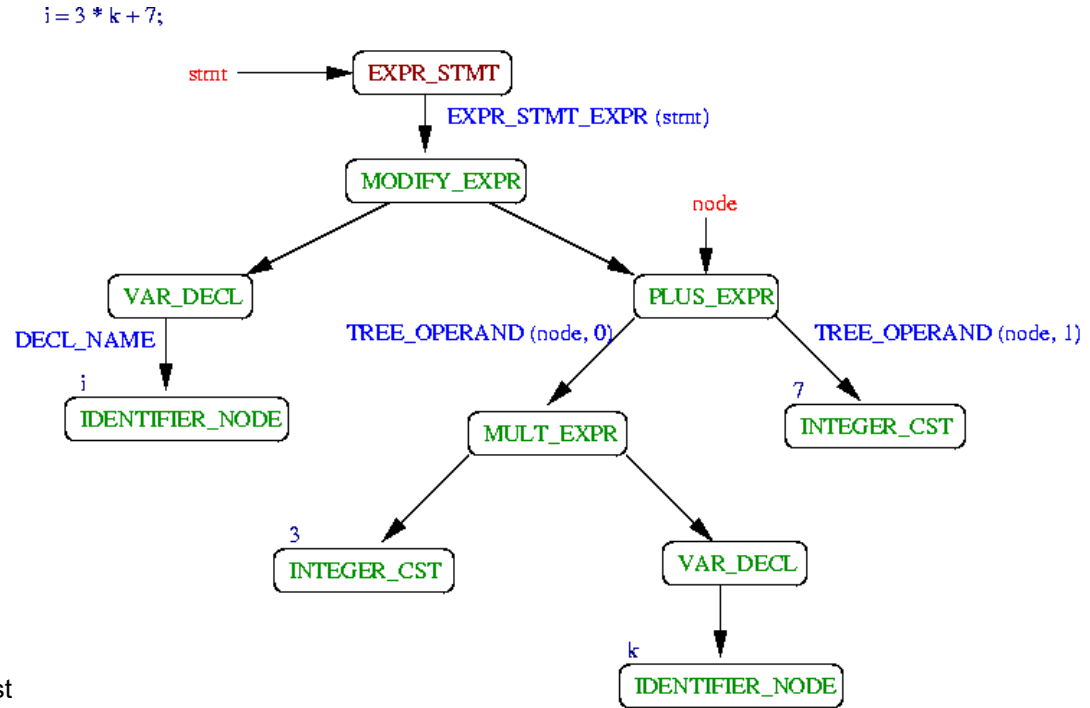 i = 3 * k + 7;
stmt
EXPR_STMT
EXPR_STMT_EXPR (stmt)
MODIFY_EXPR
node
VAR_DECL
PLUS_EXPR
DECL_NAME
TREE_OPERAND (node, 0)
TREE_OPERAND (node, 1)
i
7
IDENTIFIER_NODE
MULT_EXPR
INTEGER_CST
3
INTEGER_CST
VAR_DECL
k
IDENTIFIER_NODE
st